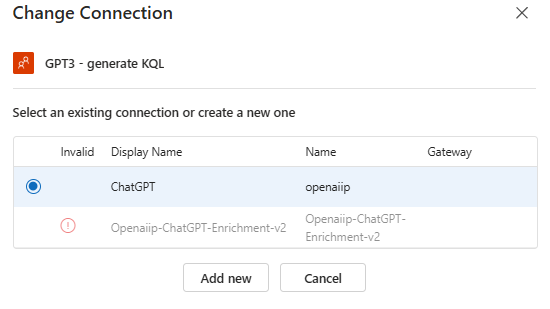 Change Connection
GPT3 - generate KQL
Select an existing connection or create a new one
Invalid Display Name Name Gateway
ChatGPT openaiip
Openaiip-ChatGPT-Enrichment-v2 Openaiip-ChatGPT-
Enrichment-v2
Add new Cancel